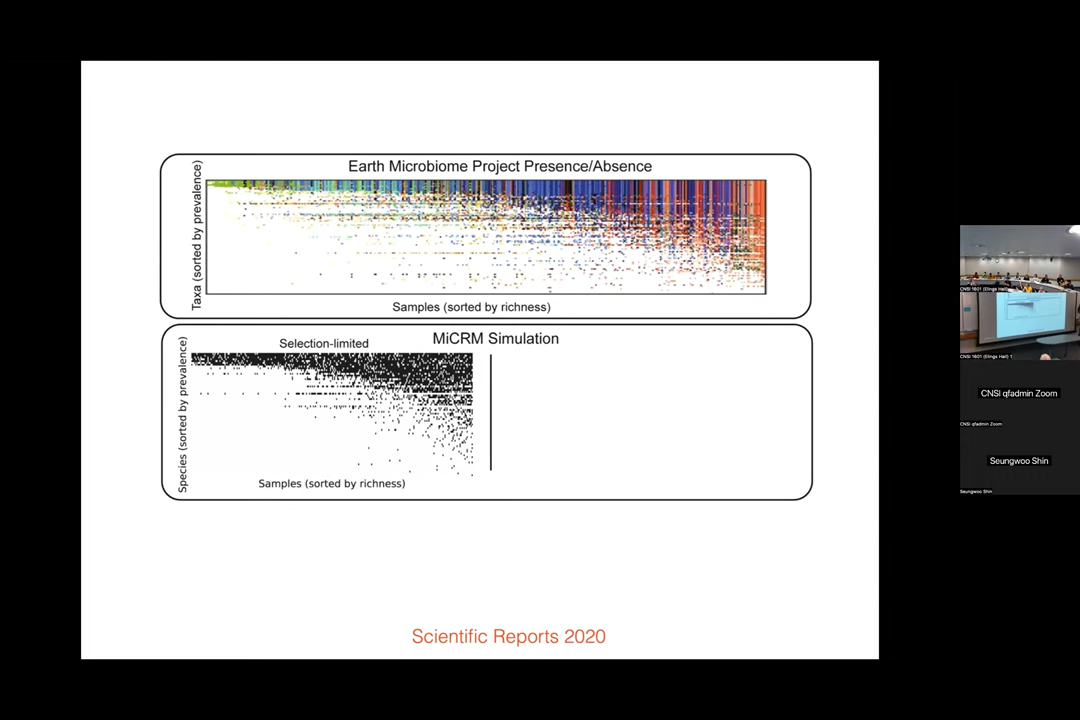 Earth Microbiome Project Presence/Absence
Taxa (sorted by prevalence)
Samples (sorted by richness)
MiCRM Simulation
Selection-limited
Species (sorted by prevalence)
Samples (sorted by richness)
Scientific Reports 2020
CNSI 1601 (Elings Hall)
CNSI 1601 (Elings Hall) 1
CNSI qfadmin Zoom
CNSI qfadmin Zoom
Seungwoo Shin
Seungwoo Shin